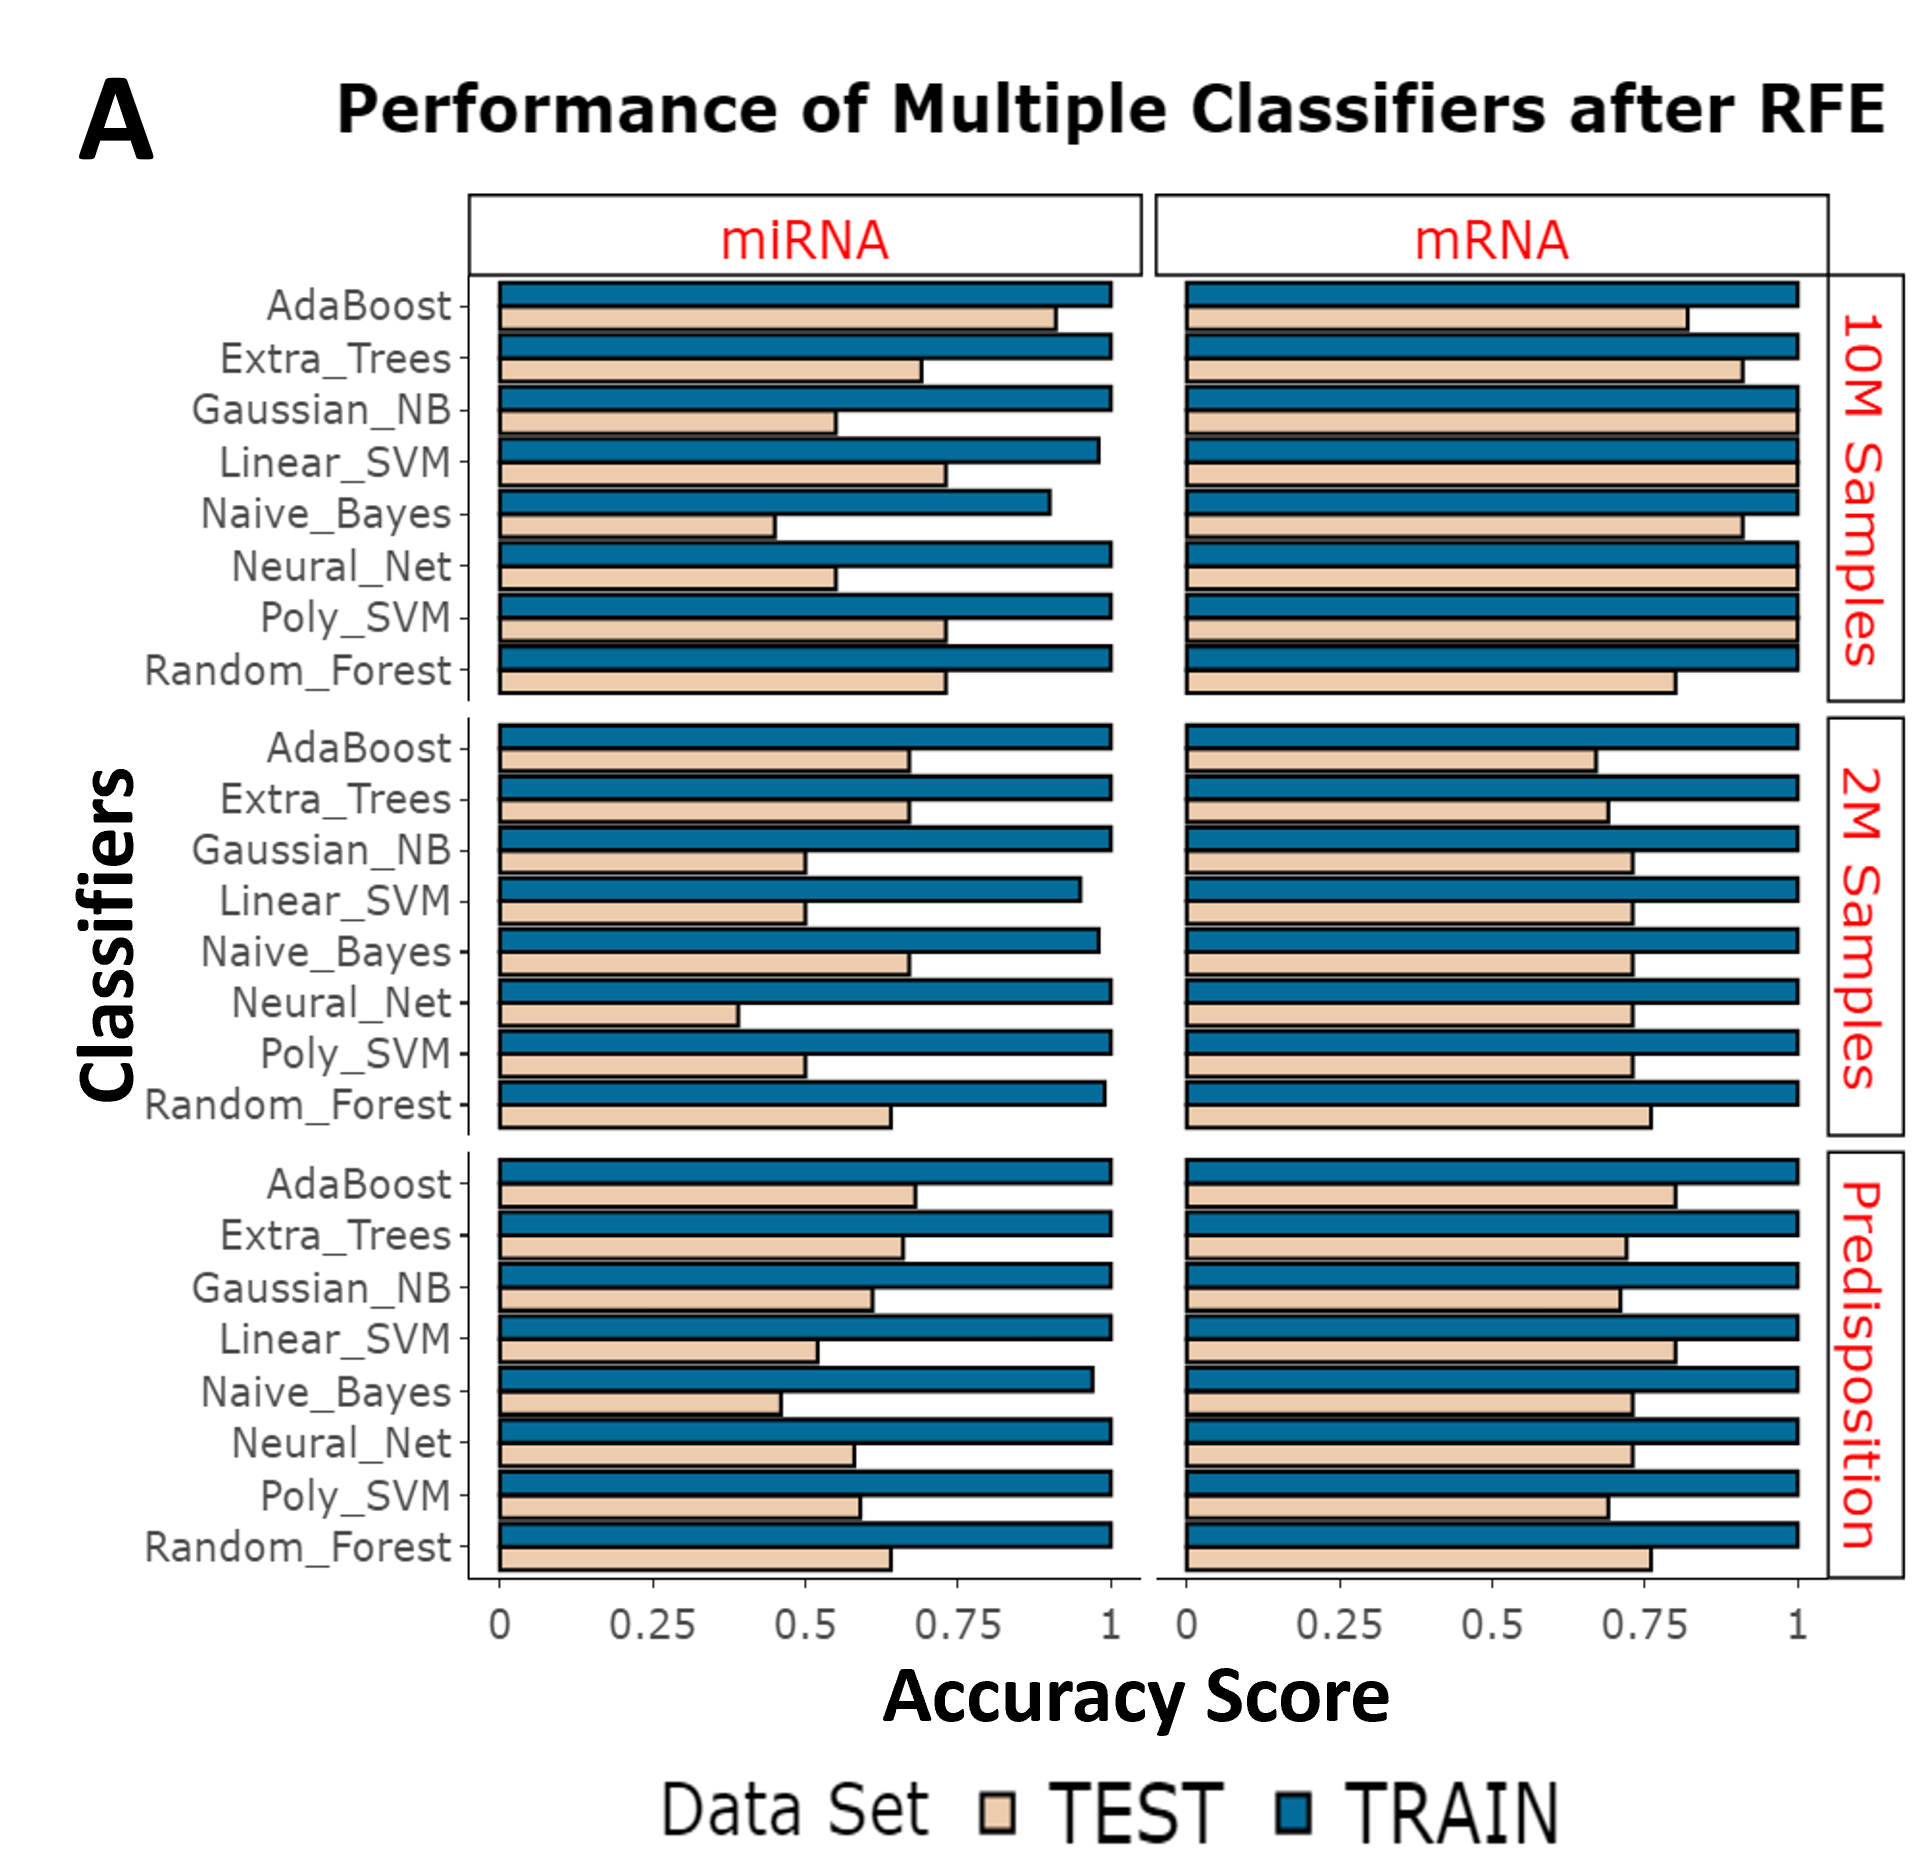 A
Performance of Multiple Classifiers after RFE
miRNA
mRNA
AdaBoost
Extra_Trees
Gaussian_NB
Linear_SVM
Naive_Bayes
Neural_Net
Poly_SVM
Random_Forest
10M Samples
AdaBoost
Extra_Trees
Gaussian_NB
Linear_SVM
Naive_Bayes
Neural_Net
Poly_SVM
Random_Forest
2M Samples
AdaBoost
Extra_Trees
Gaussian_NB
Linear_SVM
Naive_Bayes
Neural_Net
Poly_SVM
Random_Forest
Predisposition
Classifiers
0 0.25 0.5 0.75 1
0 0.25 0.5 0.75 1
Accuracy Score
Data Set TEST TRAIN